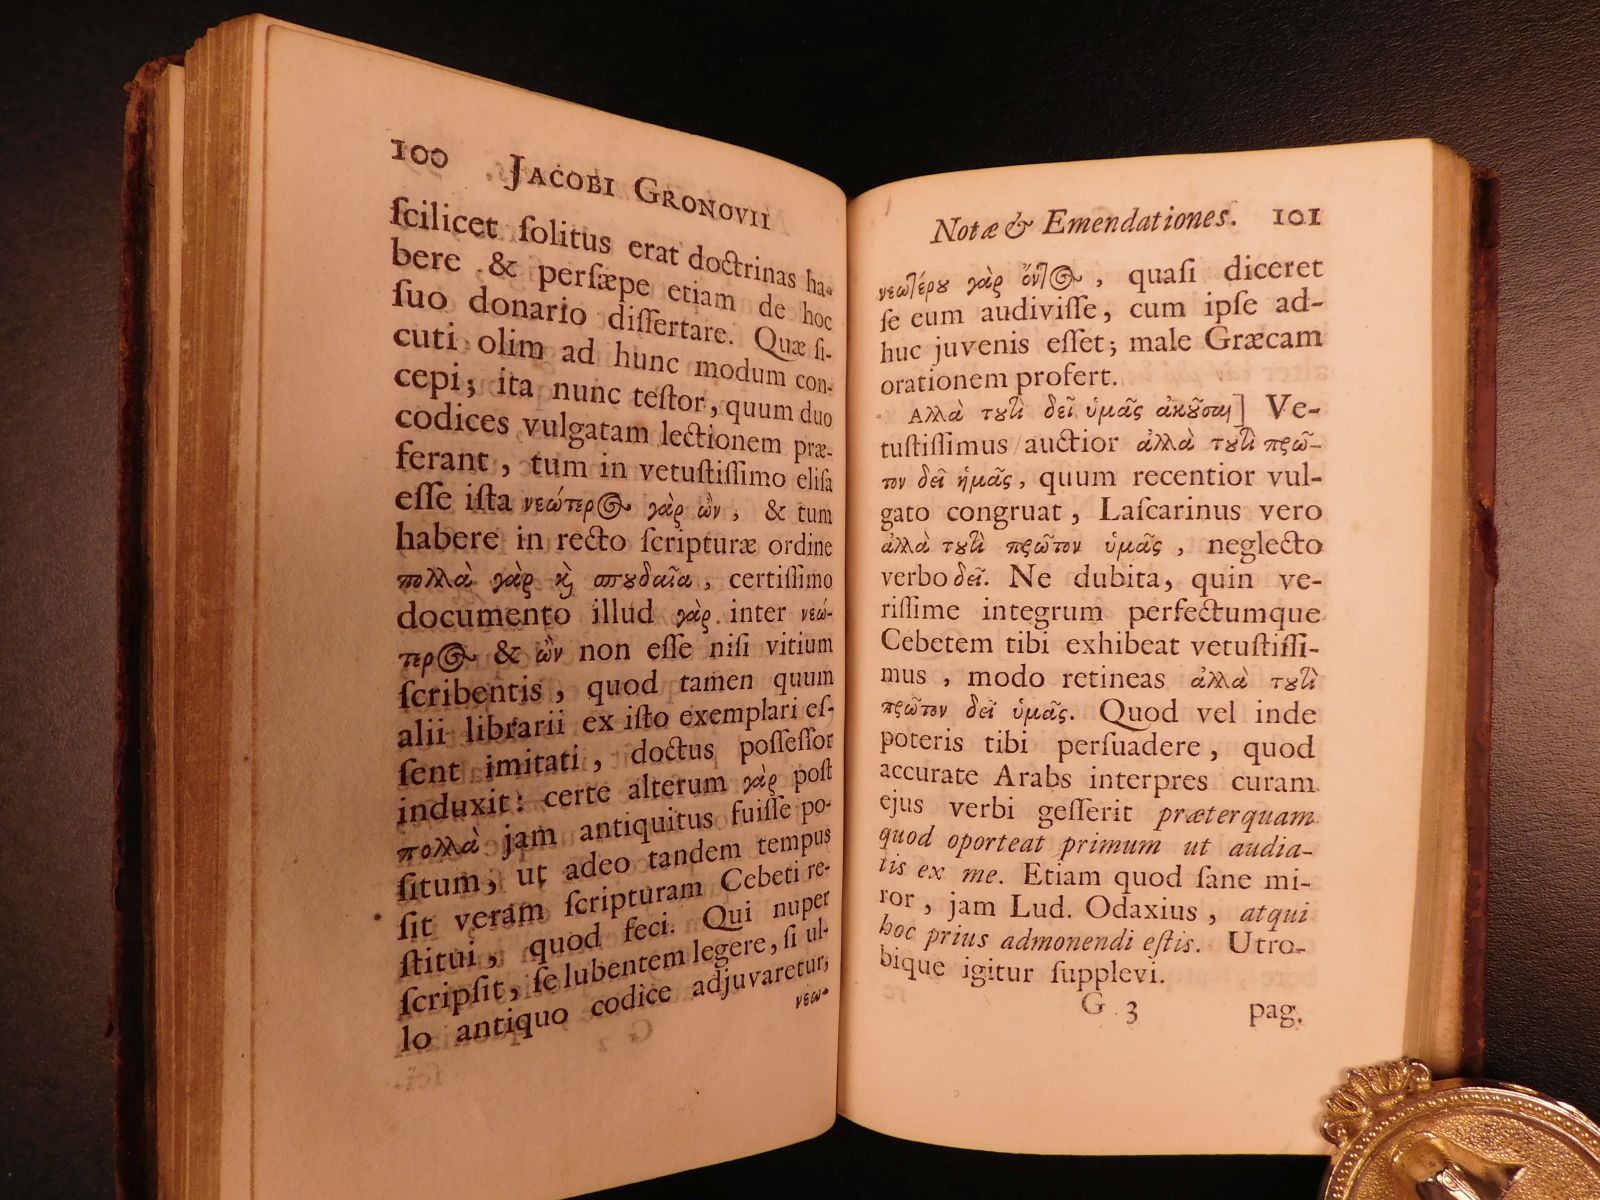 100 JACOBI GRONOVII
ſcilicet ſolitus erat doctrinas ha-
bere & perſæpe etiam de hoc
ſuo donario diſſertare. Quæ ſi-
cuti olim ad hunc modum con-
cepi; ita nunc teſtor, quum duo
codices vulgatam lectionem præ-
ferant, tum in vetuſtiſſimo eliſa
eſſe iſta νεώτερος γὰρ ὢν, & tum
habere in recto ſcripturæ ordine
πολλὰ γὰρ καὶ σπουδαῖα, certiſſimo
documento illud γὰρ inter νεώ-
τερος & ὢν non eſſe niſi vitium
ſcribentis, quod tamen quum
alii librarii ex iſto exemplari eſ-
ſent imitati, doctus poſſeſſor
induxit: certe alterum γὰρ poſt
πολλὰ jam antiquitus fuiſſe po-
ſitum, ut adeo tandem tempus
ſit veram ſcripturam Cebeti re-
ſtitui, quod feci. Qui nuper
ſcripſit, ſe lubentem legere, ſi ul-
lo antiquo codice adjuvaretur,
νεω-
Notæ & Emendationes. 101
νεωτέρου γὰρ ὄντος, quaſi diceret
ſe eum audiviſſe, cum ipſe ad-
huc juvenis eſſet; male Græcam
orationem profert.
Αλλὰ τουτὶ δεῖ ὑμᾶς ἀκοῦσαι] Ve-
tuſtiſſimus auctior ἀλλὰ τουτὶ πρῶ-
τον δεῖ ἡμᾶς, quum recentior vul-
gato congruat, Laſcarinus vero
ἀλλὰ τουτὶ πρῶτον ὑμᾶς, neglecto
verbo δεῖ. Ne dubita, quin ve-
riſſime integrum perfectumque
Cebetem tibi exhibeat vetuſtiſſi-
mus, modo retineas ἀλλὰ τουτὶ
πρῶτον δεῖ ὑμᾶς. Quod vel inde
poteris tibi perſuadere, quod
accurate Arabs interpres curam
ejus verbi geſſerit præterquam
quod oporteat primum ut audia-
tis ex me. Etiam quod ſane mi-
ror, jam Lud. Odaxius, atqui
hoc prius admonendi eſtis. Utro-
bique igitur ſupplevi.
G 3 pag.